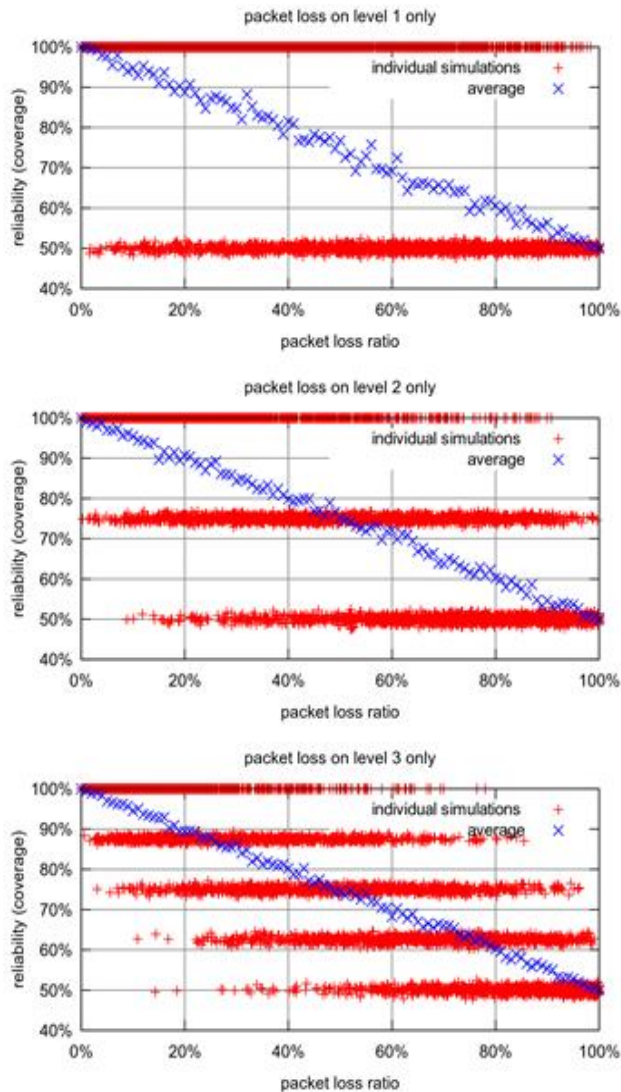 packet loss on level 1 only
100%
90%
80%
70%
60%
50%
40%
reliability (coverage)
individual simulations
average
0%
20%
40%
60%
80%
100%
packet loss ratio
packet loss on level 2 only
100%
90%
80%
70%
60%
50%
40%
reliability (coverage)
individual simulations
average
0%
20%
40%
60%
80%
100%
packet loss ratio
packet loss on level 3 only
100%
90%
80%
70%
60%
50%
40%
reliability (coverage)
individual simulations
average
0%
20%
40%
60%
80%
100%
packet loss ratio